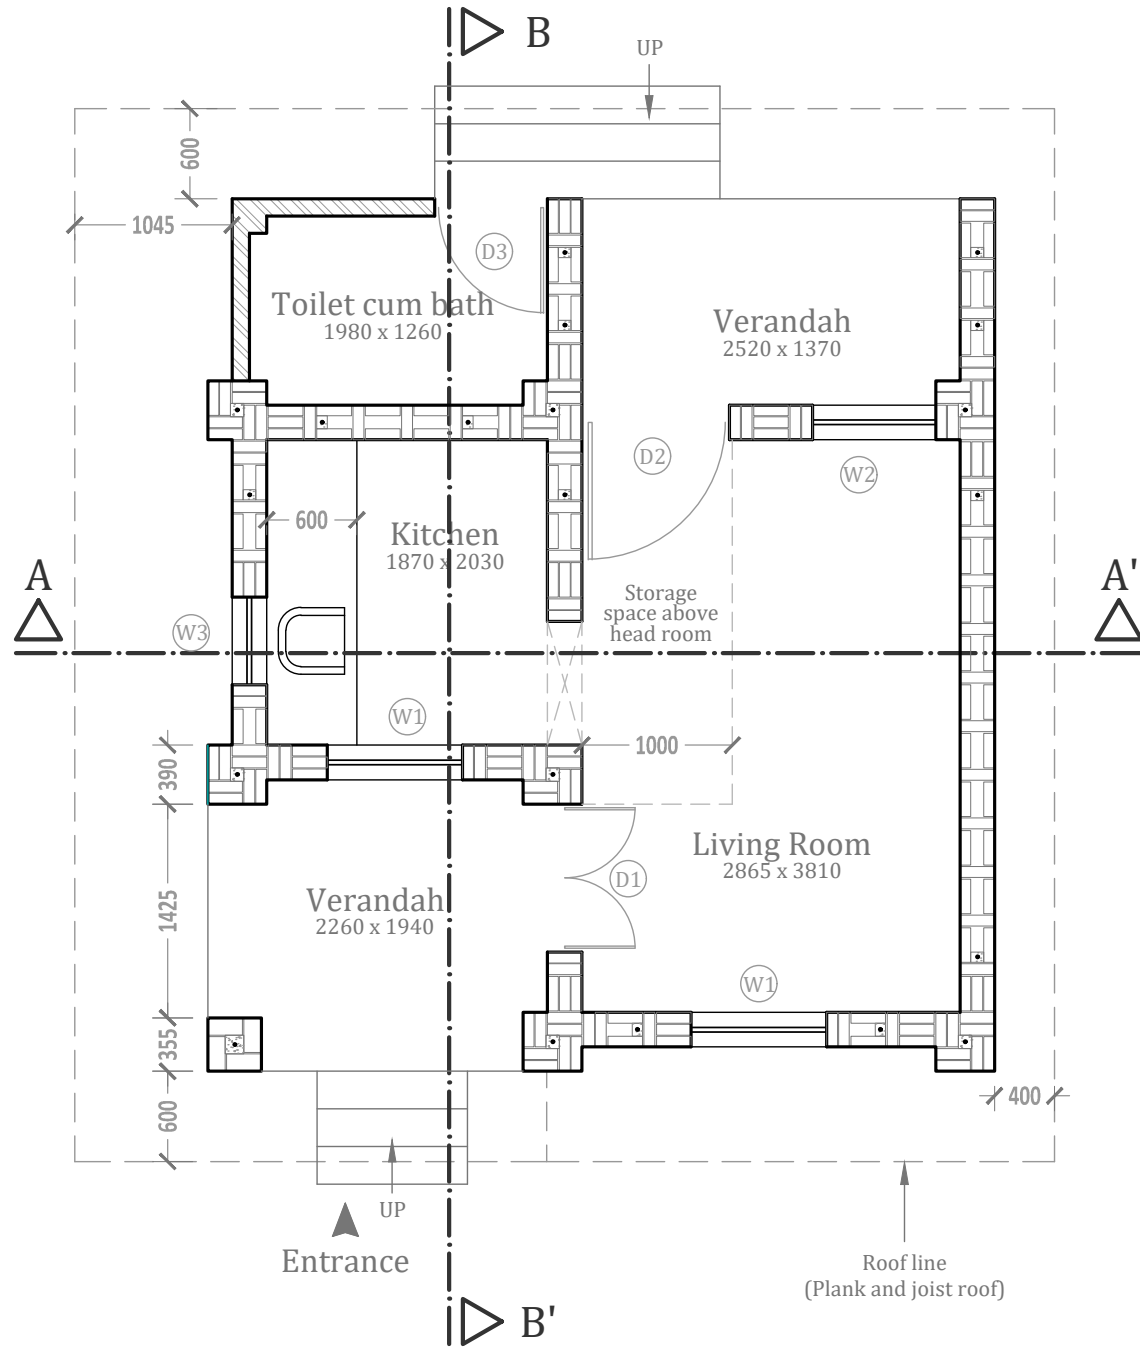 B
UP
600
1045
D3
Toilet cum bath
1980 x 1260
Verandah
2520 x 1370
D2
W2
600
Kitchen
1870 x 2030
A
A'
Storage
space above
head room
W3
W1
1000
390
Living Room
2865 x 3810
D1
1425
Verandah
2260 x 1940
W1
355
600
400
UP
Entrance
Roof line
(Plank and joist roof)
B'